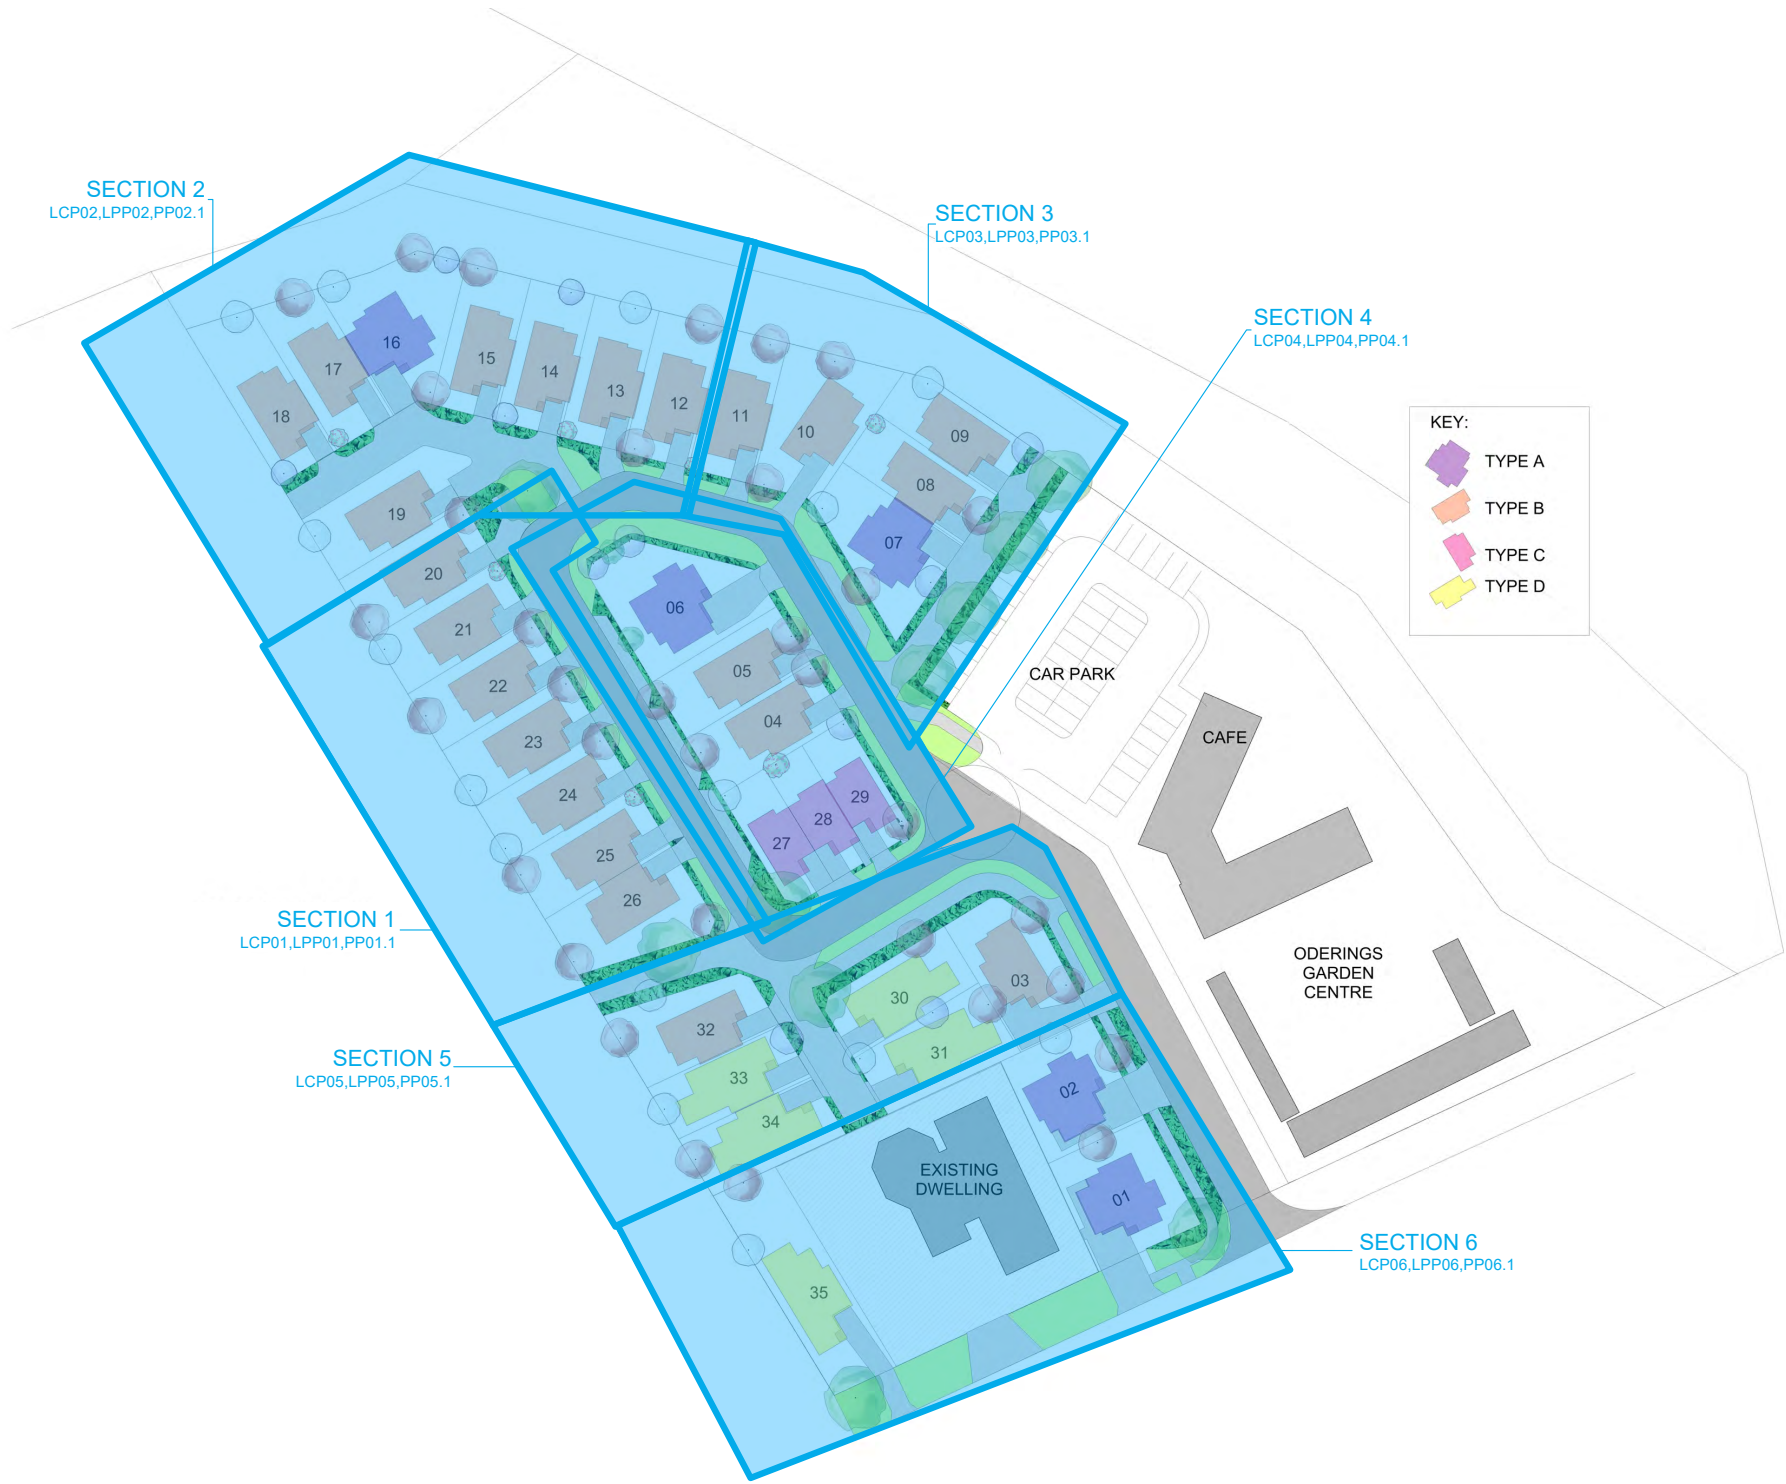 SECTION 2
LCP02,LPP02,PP02.1
SECTION 3
LCP03,LPP03,PP03.1
SECTION 4
LCP04,LPP04,PP04.1
KEY:
TYPE A
TYPE B
TYPE C
TYPE D
16
17
18
15
14
13
12
11
10
09
08
07
19
20
21
22
23
24
25
26
06
05
04
29
28
27
CAR PARK
CAFE
ODERINGS
GARDEN
CENTRE
SECTION 1
LCP01,LPP01,PP01.1
SECTION 5
LCP05,LPP05,PP05.1
32
33
34
30
31
03
02
01
EXISTING
DWELLING
35
SECTION 6
LCP06,LPP06,PP06.1